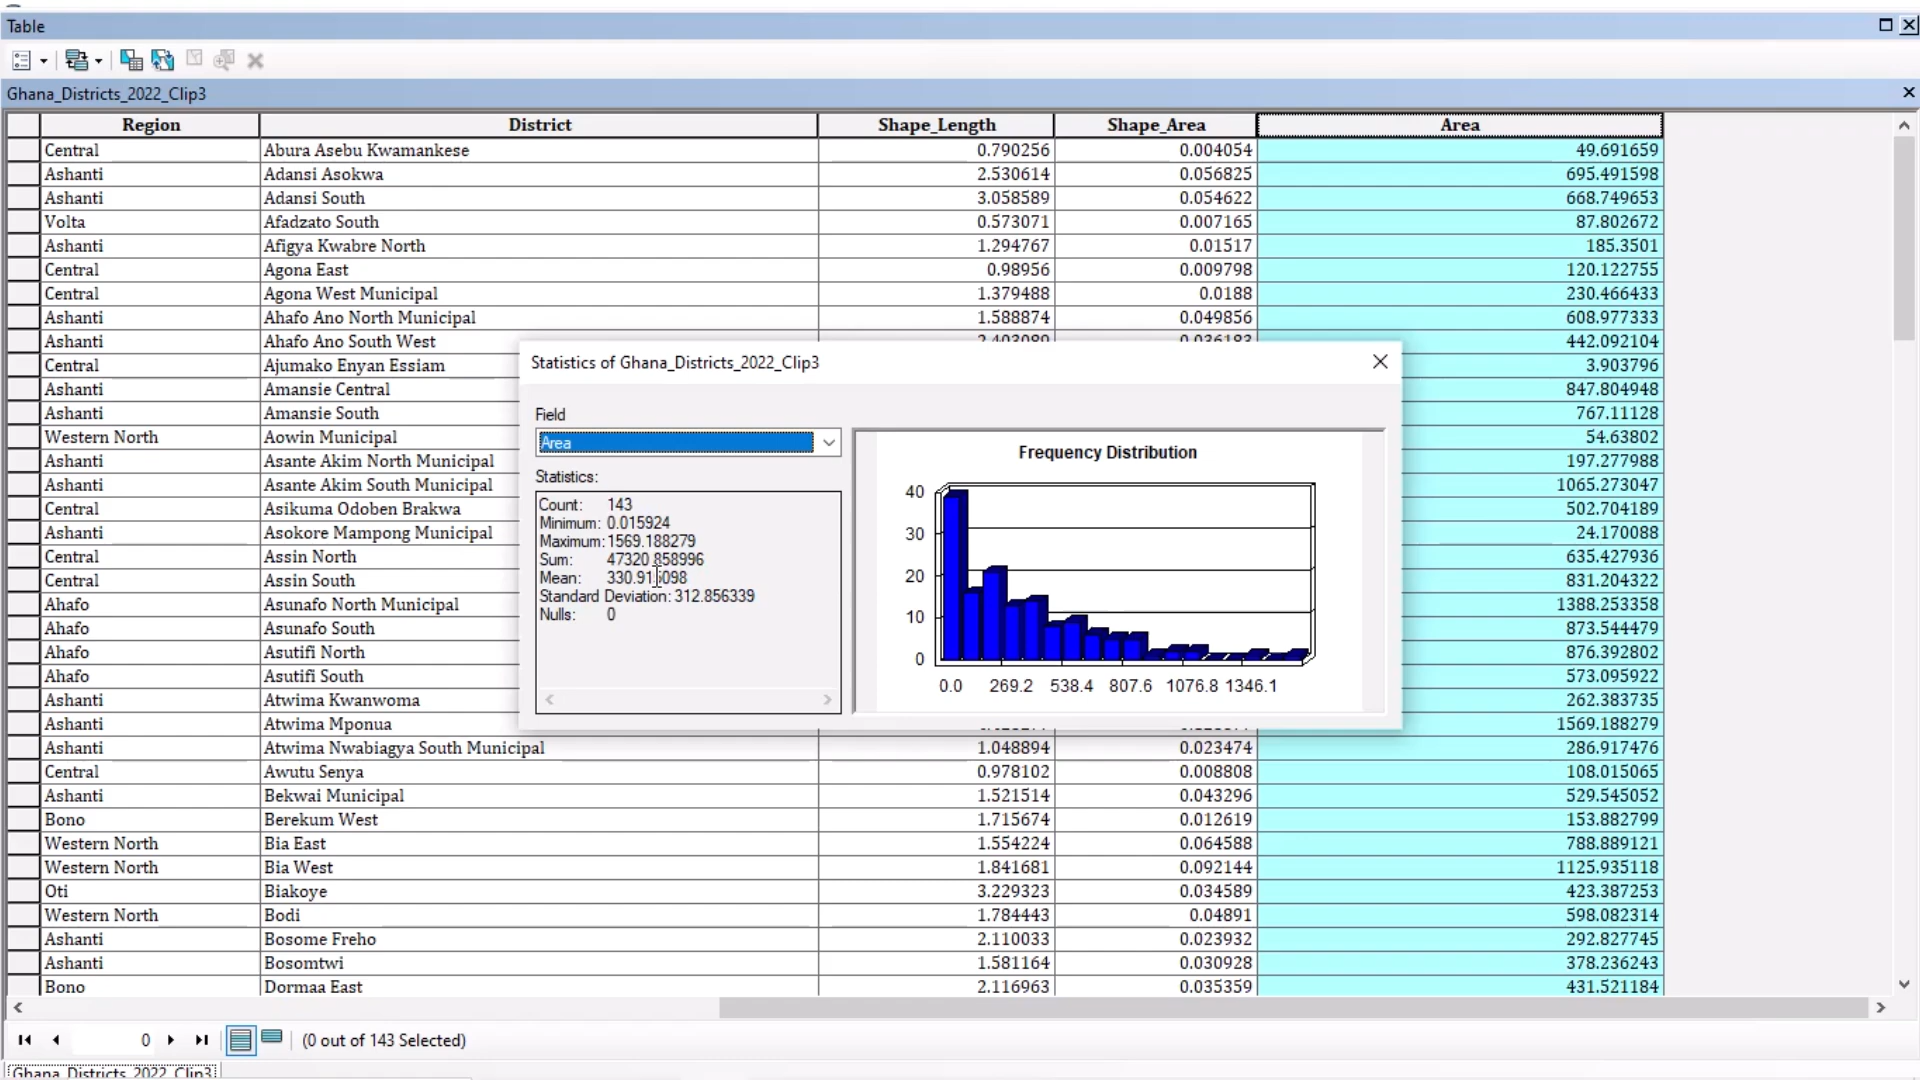 Table
Ghana_Districts_2022_Clip3
Region District Shape_Length Shape_Area Area
Central Abura Asebu Kwamankese 0.790256 0.004054 49.691659
Ashanti Adansi Asokwa 2.530614 0.056825 695.491598
Ashanti Adansi South 3.058589 0.054622 668.749653
Volta Afadzato South 0.573071 0.007165 87.802672
Ashanti Afigya Kwabre North 1.294767 0.01517 185.3501
Central Agona East 0.98956 0.009798 120.122755
Central Agona West Municipal 1.379488 0.0188 230.466433
Ashanti Ahafo Ano North Municipal 1.588874 0.049856 608.977333
Ashanti Ahafo Ano South West 442.092104
Central Ajumako Enyan Essiam 3.903796
Ashanti Amansie Central 847.804948
Ashanti Amansie South 767.11128
Western North Aowin Municipal 54.63802
Ashanti Asante Akim North Municipal 197.277988
Ashanti Asante Akim South Municipal 1065.273047
Central Asikuma Odoben Brakwa 502.704189
Ashanti Asokore Mampong Municipal 24.170088
Central Assin North 635.427936
Central Assin South 831.204322
Ahafo Asunafo North Municipal 1388.253358
Ahafo Asunafo South 873.544479
Ahafo Asutifi North 876.392802
Ahafo Asutifi South 573.095922
Ashanti Atwima Kwanwoma 262.383735
Ashanti Atwima Mponua 1569.188279
Ashanti Atwima Nwabiagya South Municipal 1.048894 0.023474 286.917476
Central Awutu Senya 0.978102 0.008808 108.015065
Ashanti Bekwai Municipal 1.521514 0.043296 529.545052
Bono Berekum West 1.715674 0.012619 153.882799
Western North Bia East 1.554224 0.064588 788.889121
Western North Bia West 1.841681 0.092144 1125.935118
Oti Biakoye 3.229323 0.034589 423.387253
Western North Bodi 1.784443 0.04891 598.082314
Ashanti Bosome Freho 2.110033 0.023932 292.827745
Ashanti Bosomtwi 1.581164 0.030928 378.236243
Bono Dormaa East 2.116963 0.035359 431.521184
Statistics of Ghana_Districts_2022_Clip3
Field
Area
Statistics:
Count: 143
Minimum: 0.015924
Maximum: 1569.188279
Sum: 47320.858996
Mean:
Standard Deviation: 312.856339
Nulls: 0
Frequency Distribution
40
30
20
10
0
0.0 269.2 538.4 807.6 1076.8 1346.1
0 (0 out of 143 Selected)
Ghana_Districts_2022_Clip3